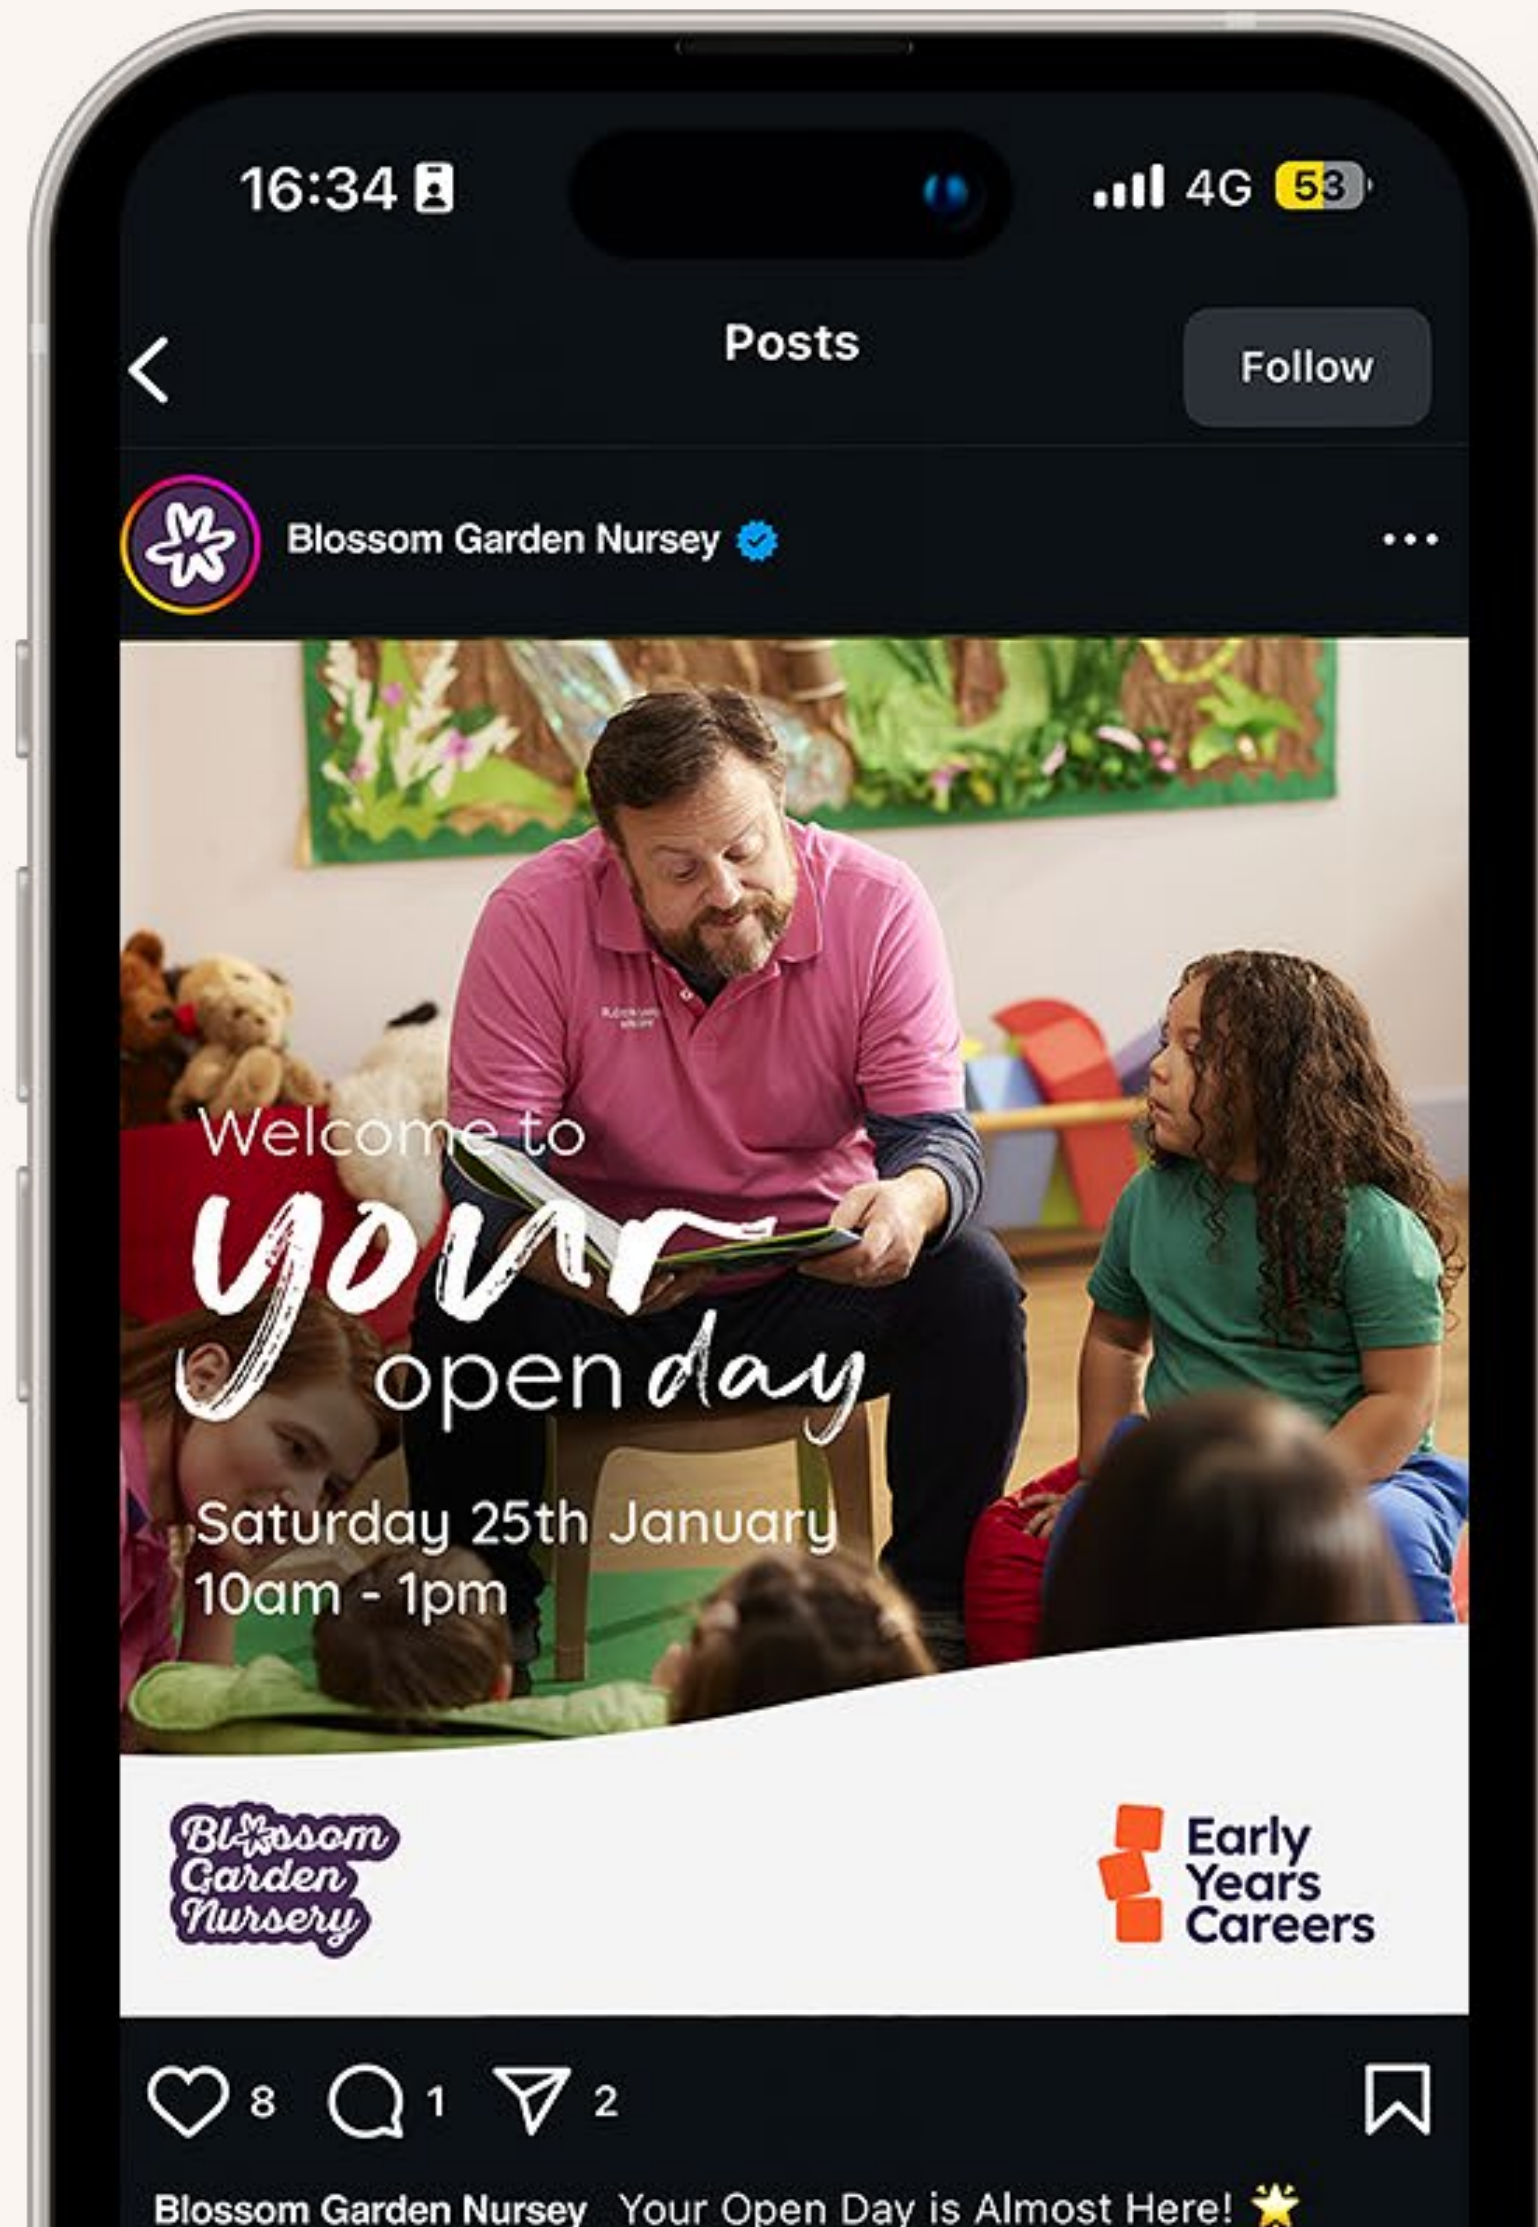 16:34
4G 53
Posts
Follow
Blossom Garden Nursey
Welcome to
your
open day
Saturday 25th January
10am - 1pm
Blossom
Garden
Nursery
Early
Years
Careers
8 1 2
Blossom Garden Nursey Your Open Day is Almost Here! 🌟